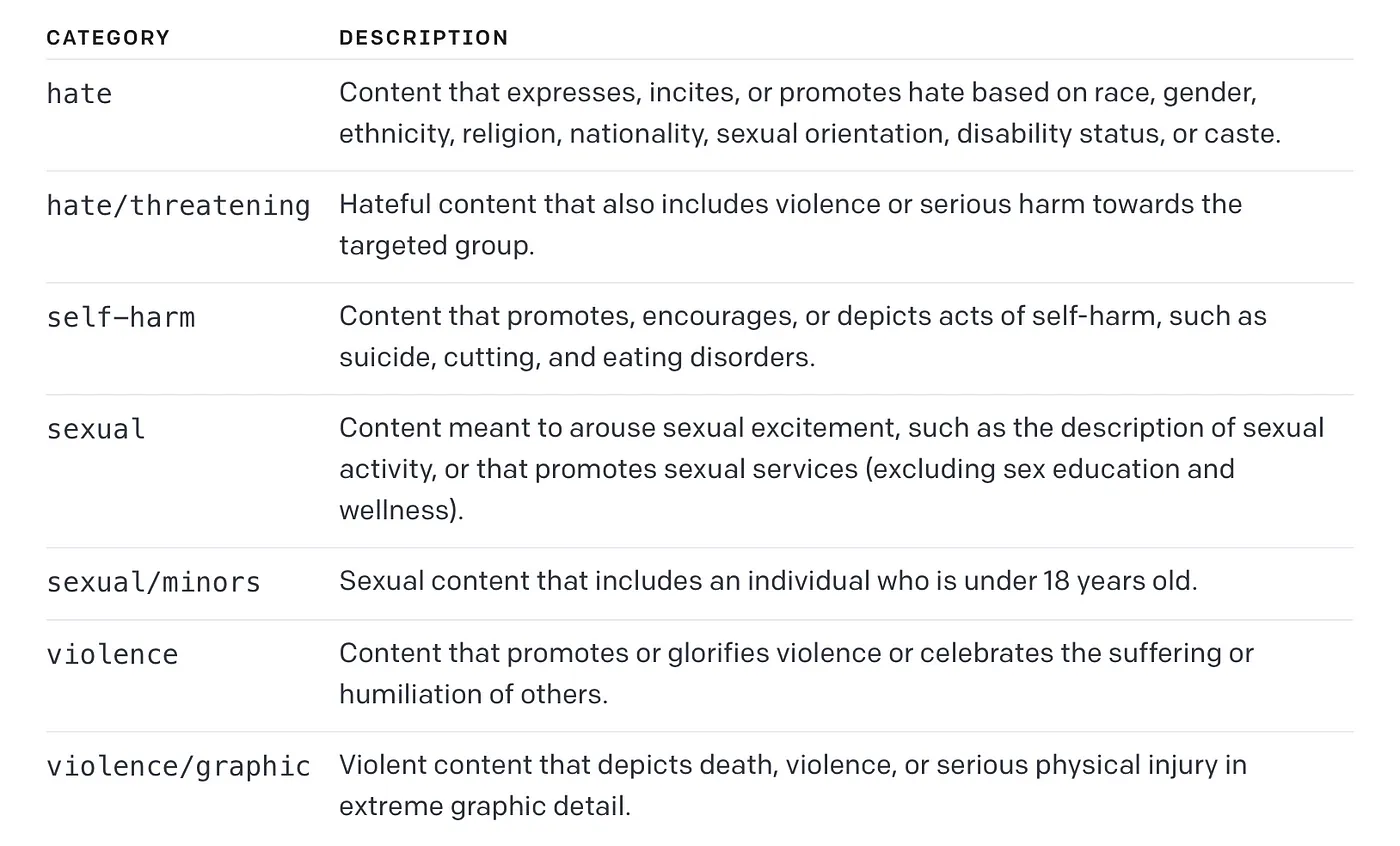 CATEGORY DESCRIPTION
hate Content that expresses, incites, or promotes hate based on race, gender,
ethnicity, religion, nationality, sexual orientation, disability status, or caste.
hate/threatening Hateful content that also includes violence or serious harm towards the
targeted group.
self-harm Content that promotes, encourages, or depicts acts of self-harm, such as
suicide, cutting, and eating disorders.
sexual Content meant to arouse sexual excitement, such as the description of sexual
activity, or that promotes sexual services (excluding sex education and
wellness).
sexual/minors Sexual content that includes an individual who is under 18 years old.
violence Content that promotes or glorifies violence or celebrates the suffering or
humiliation of others.
violence/graphic Violent content that depicts death, violence, or serious physical injury in
extreme graphic detail.